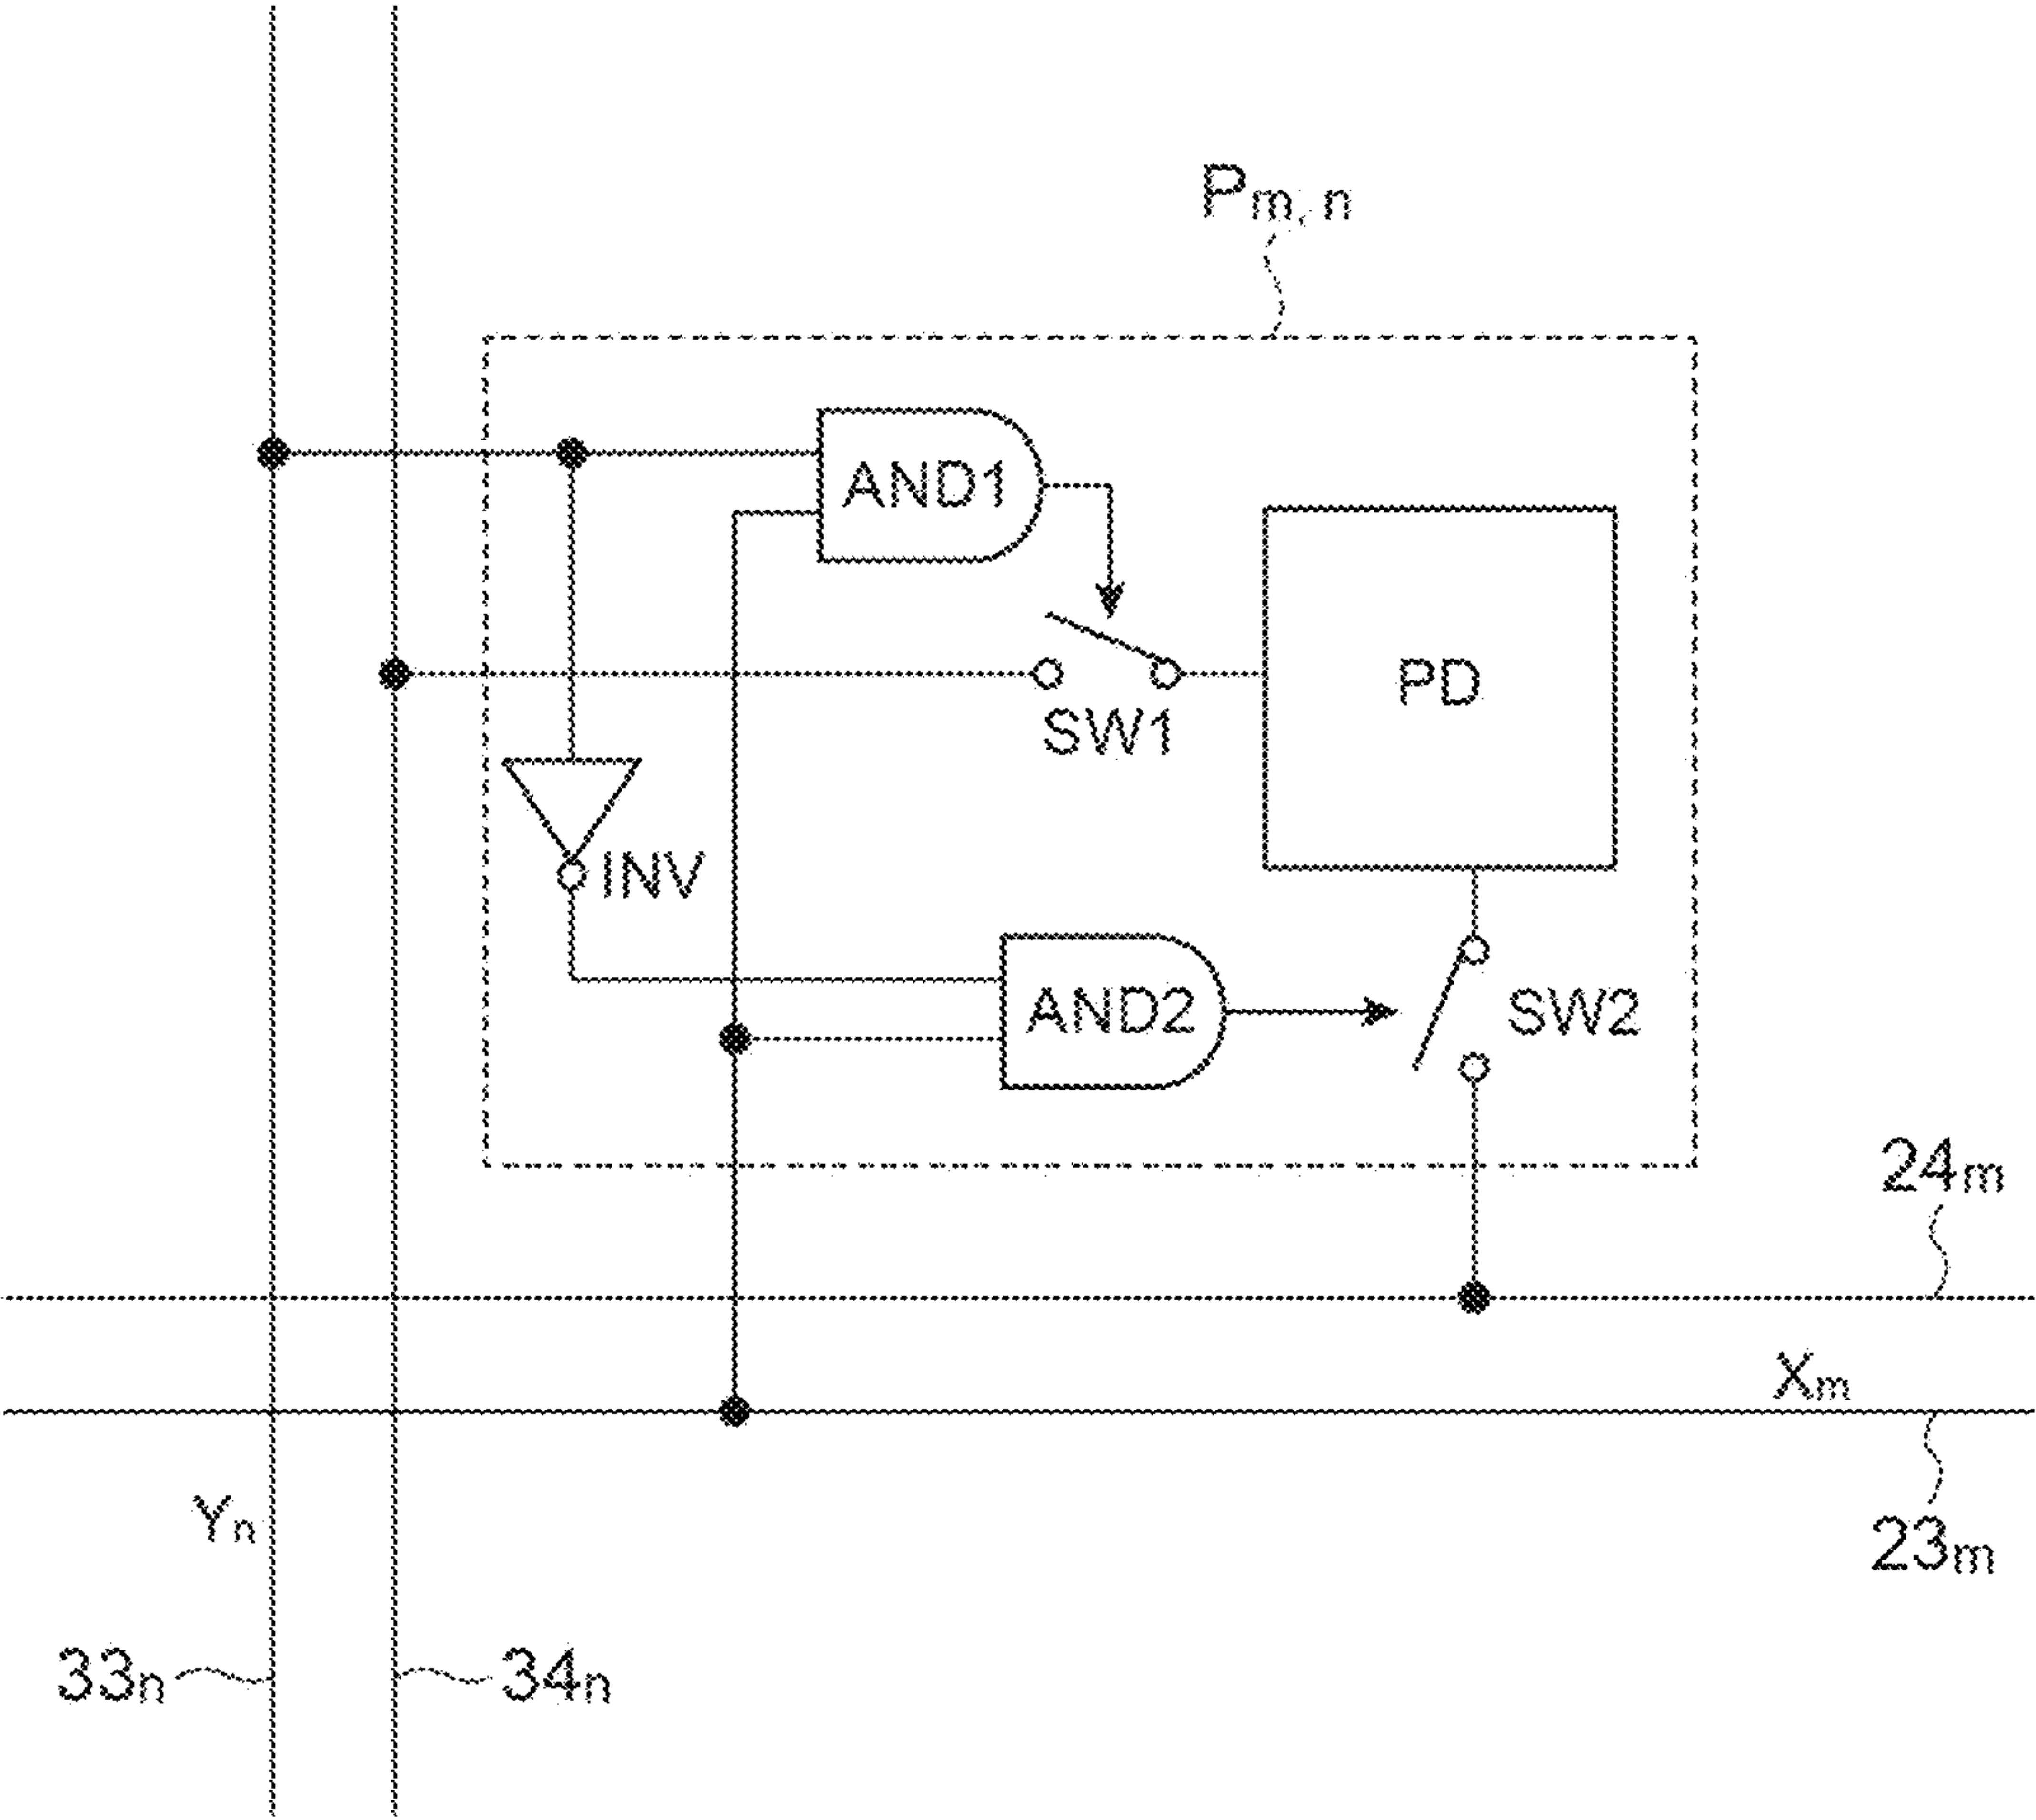 Pm,n
AND1
PD
SW1
INV
AND2
SW2
24m
Xm
Yn
23m
33n
34n